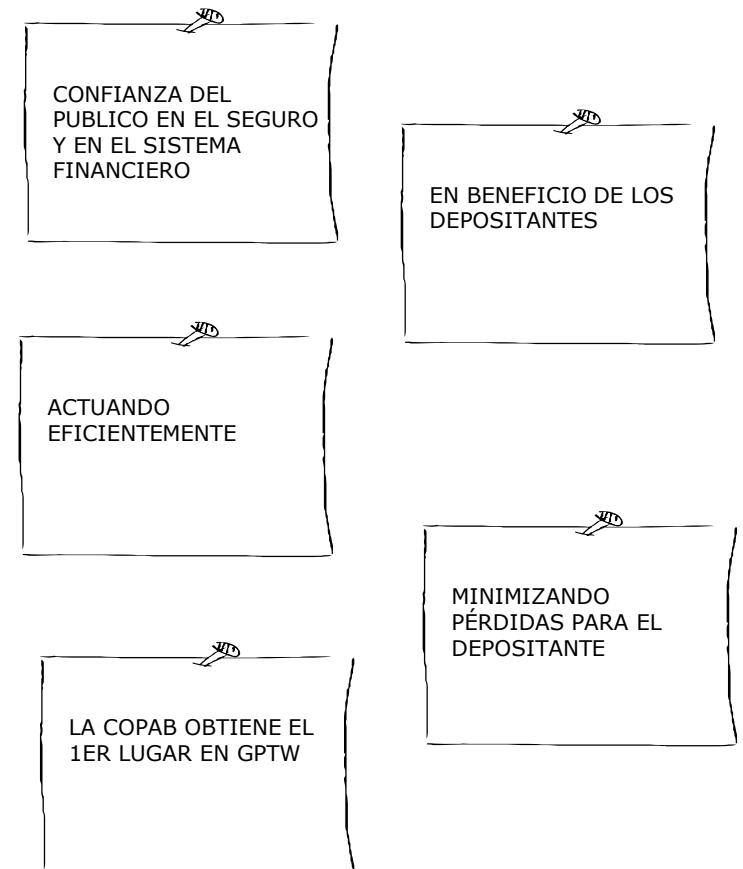 CONFIANZA DEL
PUBLICO EN EL SEGURO
Y EN EL SISTEMA
FINANCIERO
EN BENEFICIO DE LOS
DEPOSITANTES
ACTUANDO
EFICIENTEMENTE
MINIMIZANDO
PÉRDIDAS PARA EL
DEPOSITANTE
LA COPAB OBTIENE EL
1ER LUGAR EN GPTW